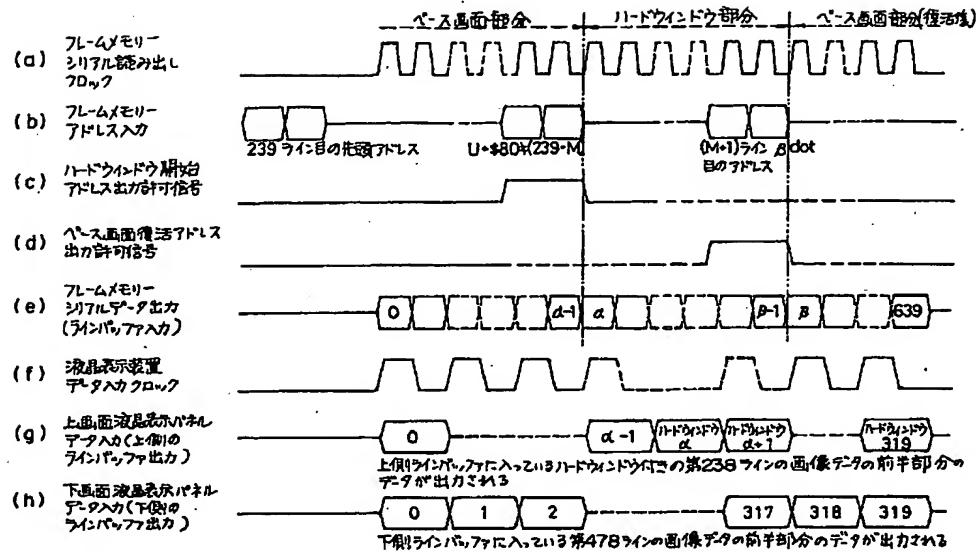 ベース画面部分 ハードウインドウ部分 ベース画面部分(復活後)
(a) フレームメモリー
シリアル読み出し
クロック
(b) フレームメモリー
アドレス入力
239ライン目の先頭アドレス U+$80*(239-M) (M+1)ライン β dot
目のアドレス
(c) ハードウインドウ開始
アドレス出力許可信号
(d) ベース画面復活アドレス
出力許可信号
(e) フレームメモリー
シリアルデータ出力
(ラインバッファ入力)
0 α-1 α β-1 β 639
(f) 液晶表示装置
データ入力クロック
(g) 上画面液晶表示パネル
データ入力(上側の
ラインバッファ出力)
0 α-1 ハードウィンドウ α ハードウィンドウ α+1 ハードウィンドウ 319
上側ラインバッファに入っているハードウィンドウ付きの第238ラインの画像データの前半部分の
データが出力される
(h) 下画面液晶表示パネル
データ入力(下側の
ラインバッファ出力)
0 1 2 317 318 319
下側ラインバッファに入っている第478ラインの画像データの前半部分のデータが出力される